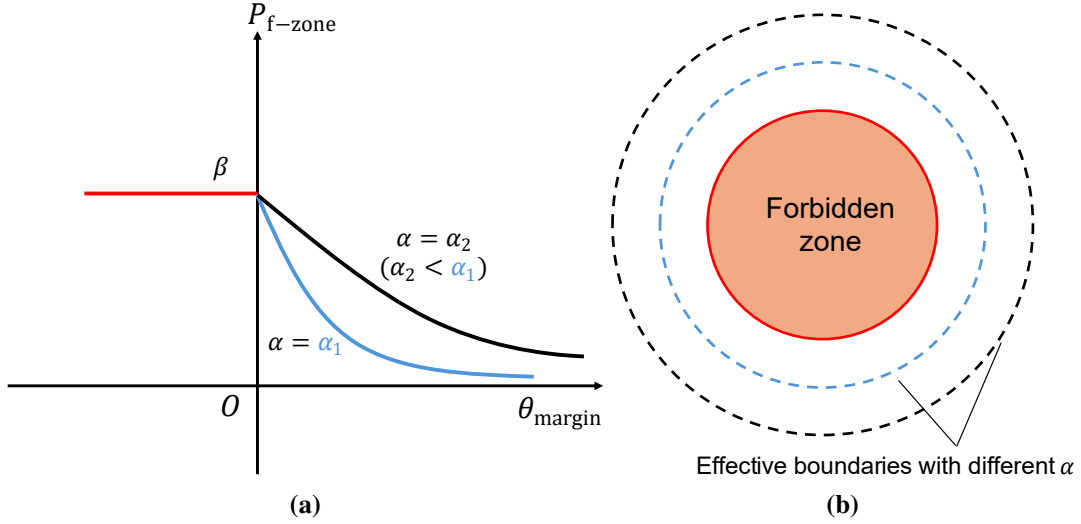 P_f−zone
β
α = α₂
(α₂ < α₁)
α = α₁
O
θ_margin
(a)
Forbidden
zone
Effective boundaries with different α
(b)